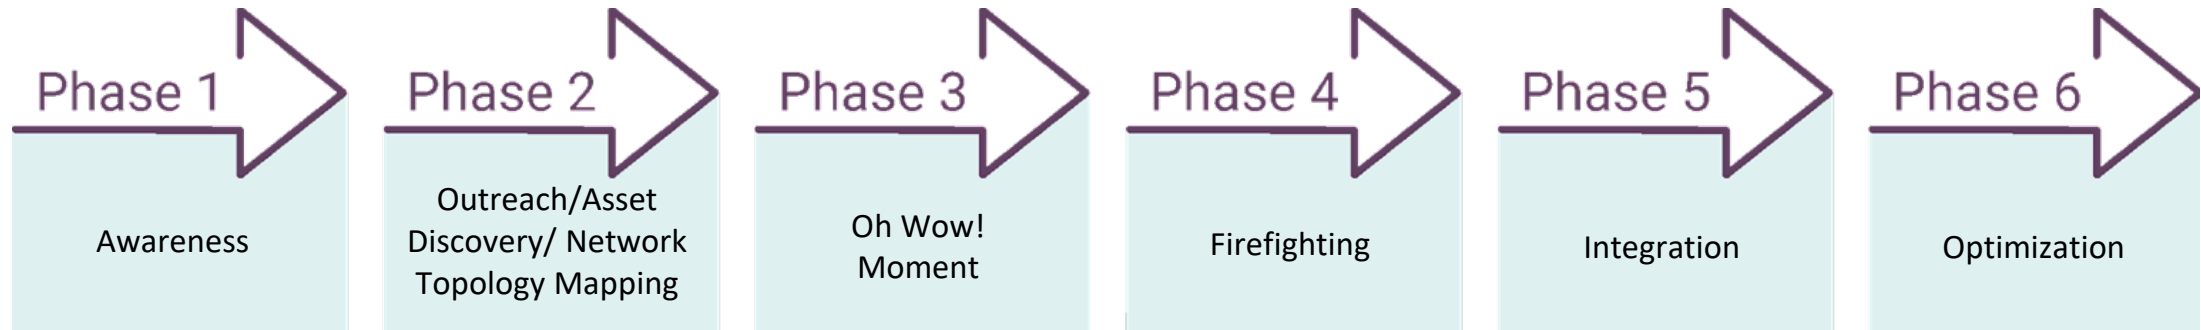 Phase 1
Awareness
Phase 2
Outreach/Asset
Discovery/ Network
Topology Mapping
Phase 3
Oh Wow!
Moment
Phase 4
Firefighting
Phase 5
Integration
Phase 6
Optimization